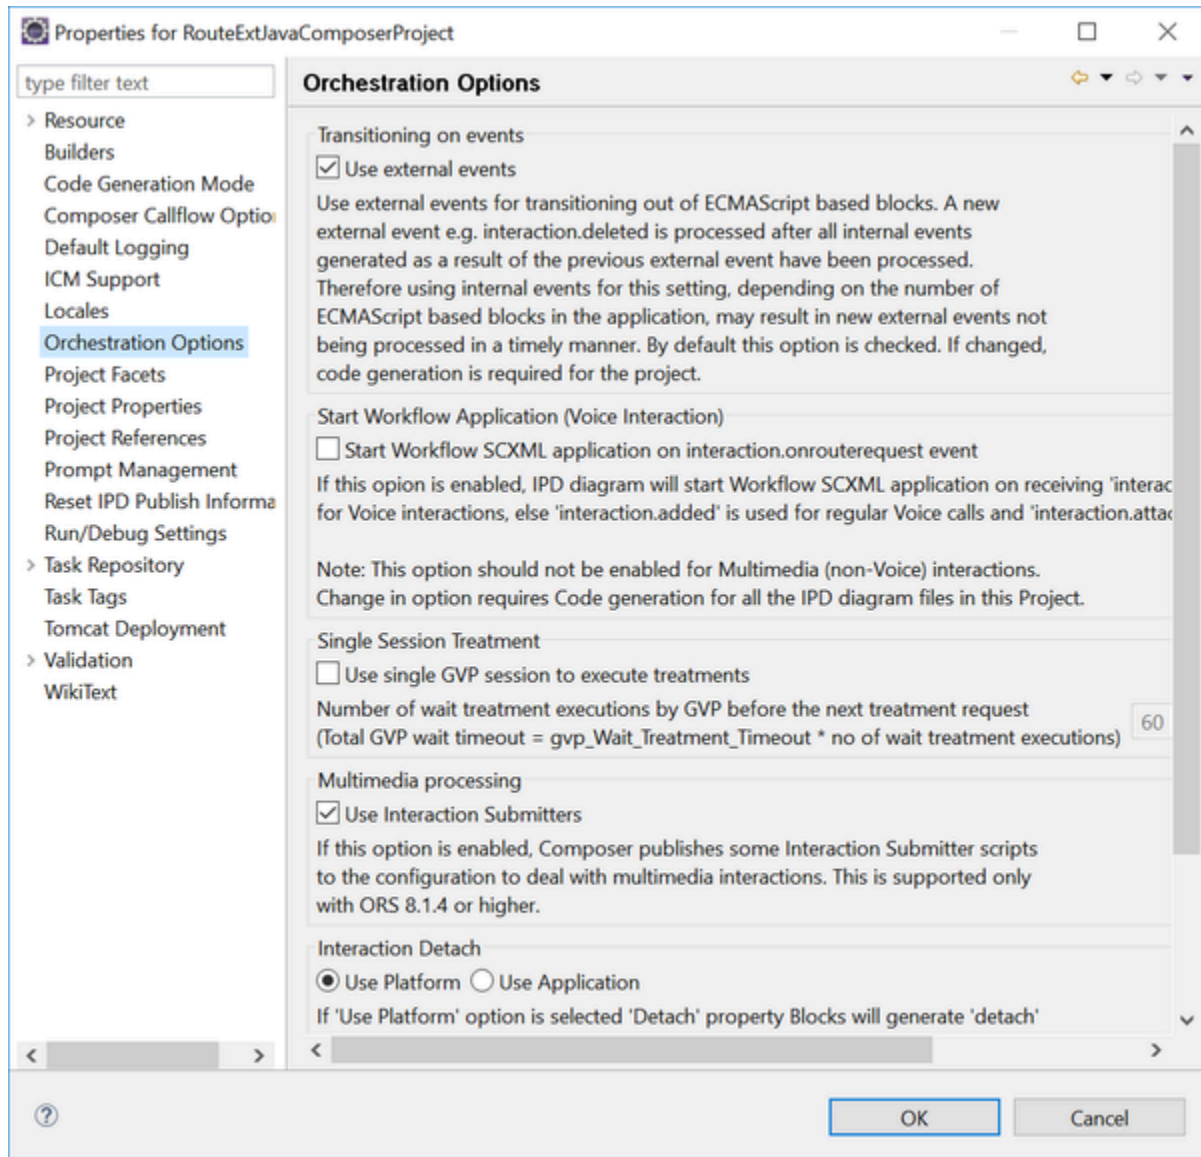 Properties for RouteExtJavaComposerProject
type filter text
Resource
Builders
Code Generation Mode
Composer Callflow Optio
Default Logging
ICM Support
Locales
Orchestration Options
Project Facets
Project Properties
Project References
Prompt Management
Reset IPD Publish Informa
Run/Debug Settings
Task Repository
Task Tags
Tomcat Deployment
Validation
WikiText
Orchestration Options
Transitioning on events
Use external events
Use external events for transitioning out of ECMAScript based blocks. A new
external event e.g. interaction.deleted is processed after all internal events
generated as a result of the previous external event have been processed.
Therefore using internal events for this setting, depending on the number of
ECMAScript based blocks in the application, may result in new external events not
being processed in a timely manner. By default this option is checked. If changed,
code generation is required for the project.
Start Workflow Application (Voice Interaction)
Start Workflow SCXML application on interaction.onrouterequest event
If this opion is enabled, IPD diagram will start Workflow SCXML application on receiving 'interac
for Voice interactions, else 'interaction.added' is used for regular Voice calls and 'interaction.attac
Note: This option should not be enabled for Multimedia (non-Voice) interactions.
Change in option requires Code generation for all the IPD diagram files in this Project.
Single Session Treatment
Use single GVP session to execute treatments
Number of wait treatment executions by GVP before the next treatment request
(Total GVP wait timeout = gvp_Wait_Treatment_Timeout * no of wait treatment executions)
60
Multimedia processing
Use Interaction Submitters
If this option is enabled, Composer publishes some Interaction Submitter scripts
to the configuration to deal with multimedia interactions. This is supported only
with ORS 8.1.4 or higher.
Interaction Detach
Use Platform Use Application
If 'Use Platform' option is selected 'Detach' property Blocks will generate 'detach'
OK Cancel